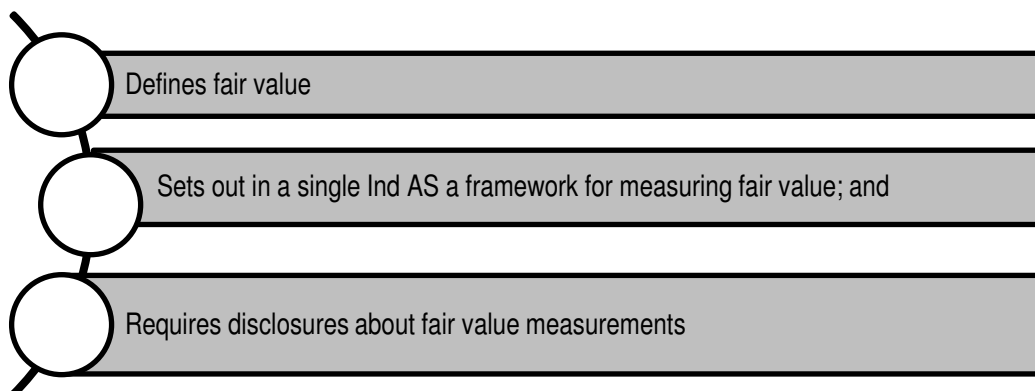 Defines fair value
Sets out in a single Ind AS a framework for measuring fair value; and
Requires disclosures about fair value measurements